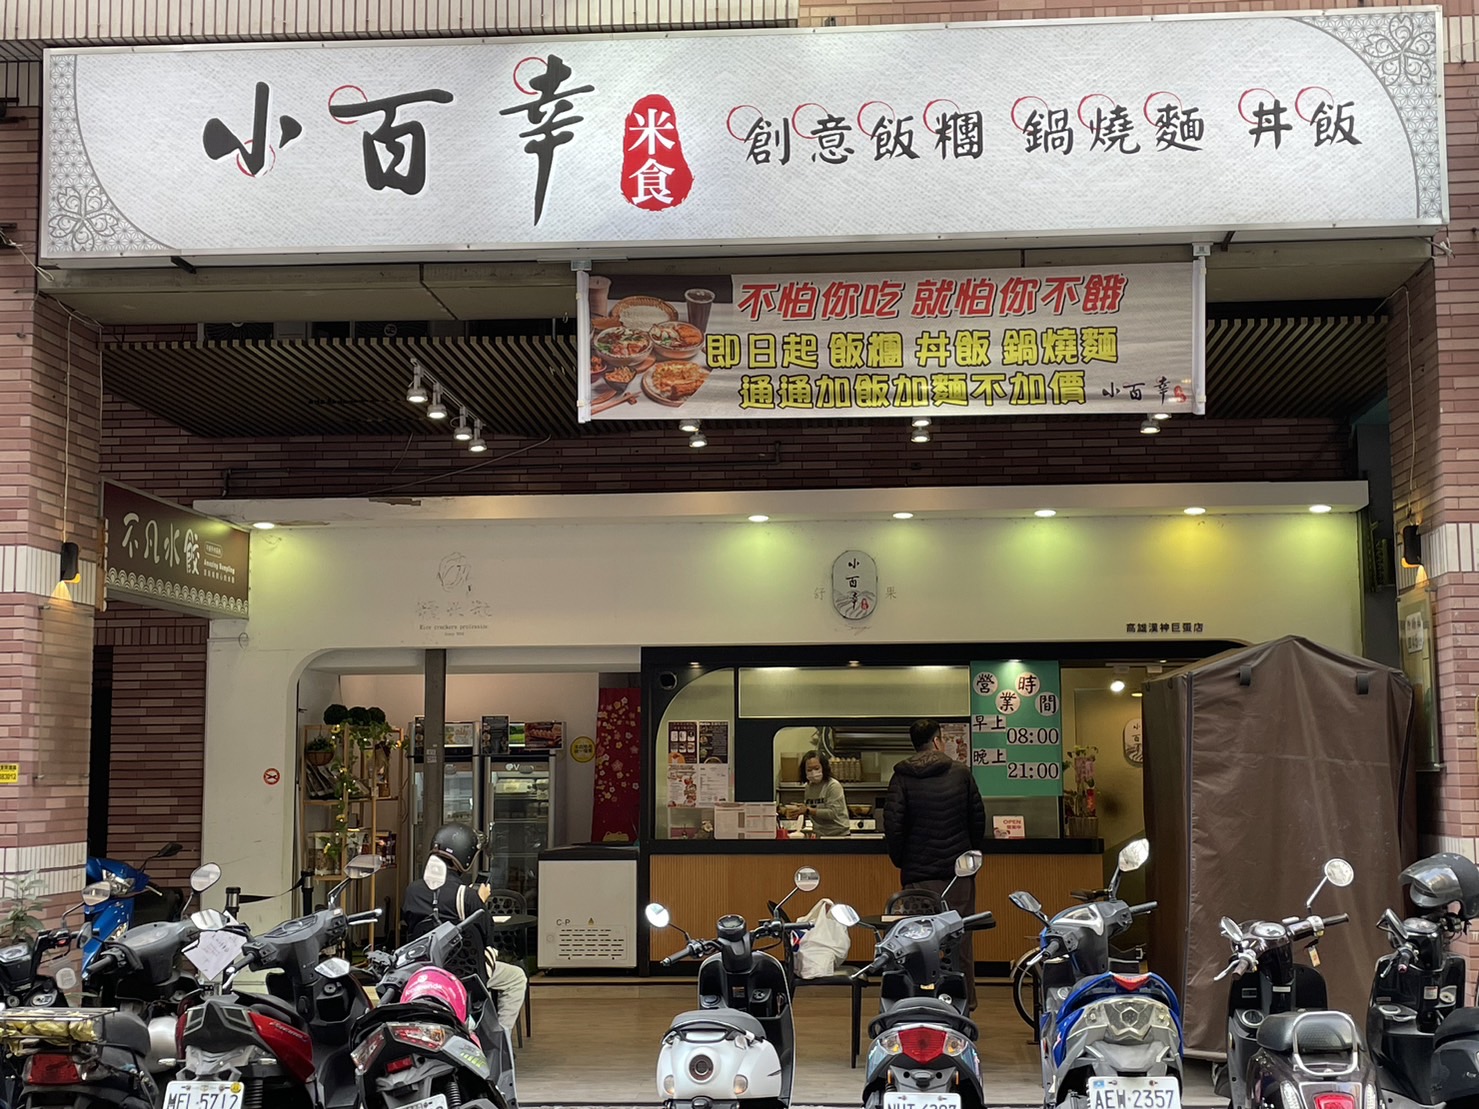 小百幸 米食 創意飯糰 鍋燒麵 丼飯
不怕你吃 就怕你不餓
即日起 飯糰 丼飯 鍋燒麵
通通加飯加麵不加價
小百幸
不凡水餃
Amazing Dumpling
小百幸
高雄漢神巨蛋店
營業時間
早上 08:00
晚上 21:00
OPEN
C-P
MFL·5712
AEW·2357